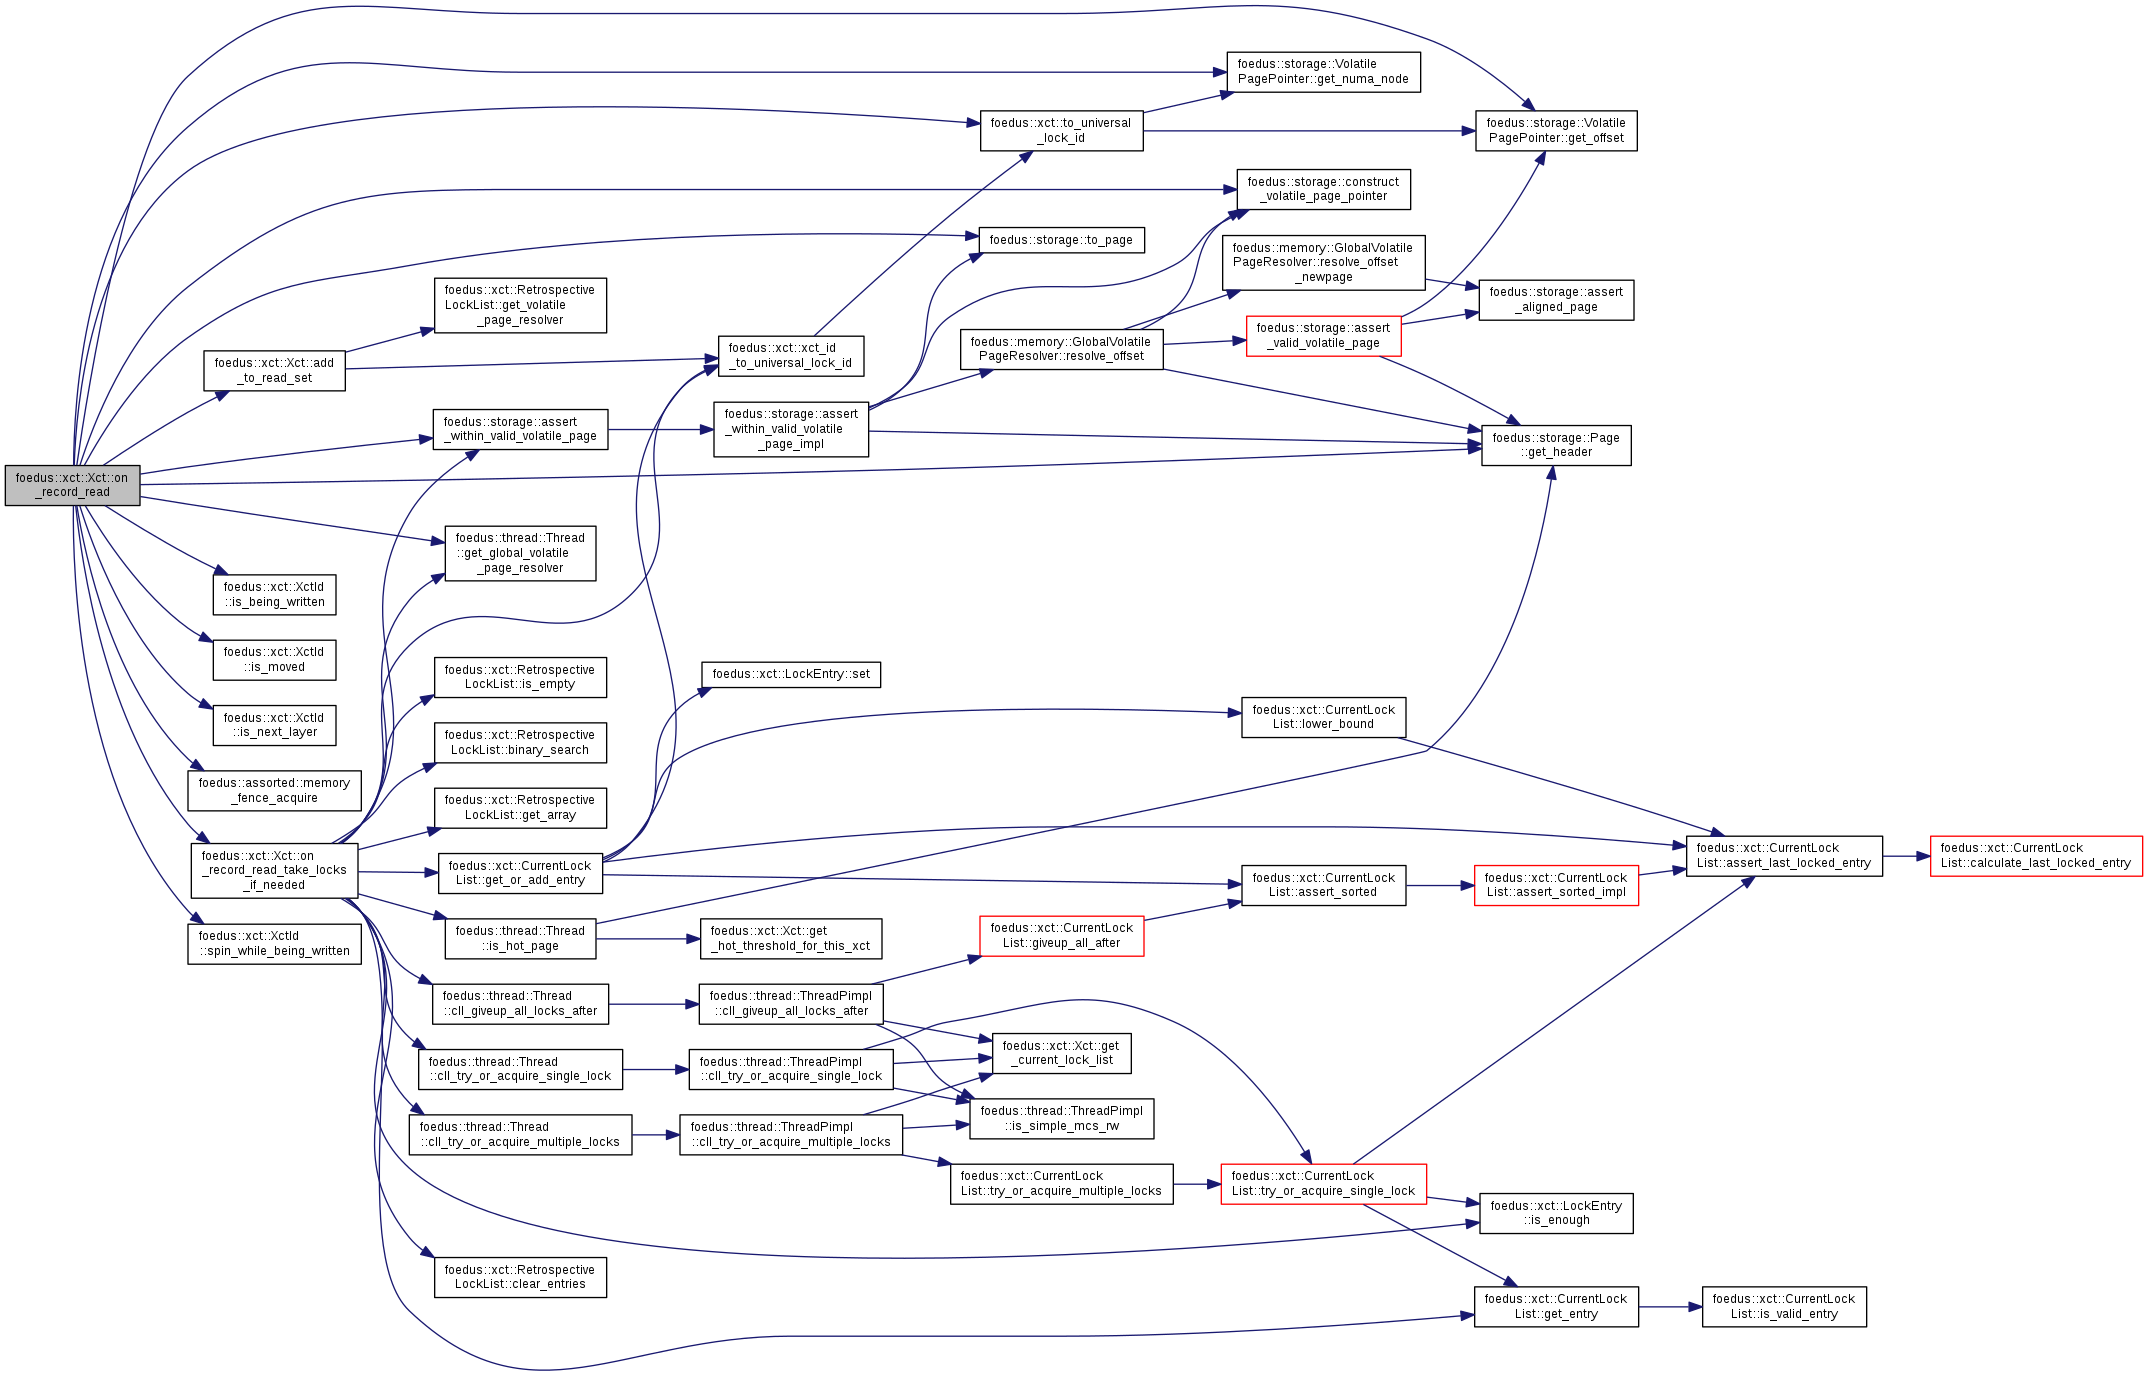 foedus::xct::Xct::on
_record_read
foedus::xct::Xct::add
_to_read_set
foedus::xct::XctId
::is_being_written
foedus::xct::XctId
::is_moved
foedus::xct::XctId
::is_next_layer
foedus::assorted::memory
_fence_acquire
foedus::xct::Xct::on
_record_read_take_locks
_if_needed
foedus::xct::XctId
::spin_while_being_written
foedus::xct::Retrospective
LockList::get_volatile
_page_resolver
foedus::storage::assert
_within_valid_volatile_page
foedus::thread::Thread
::get_global_volatile
_page_resolver
foedus::xct::Retrospective
LockList::is_empty
foedus::xct::Retrospective
LockList::binary_search
foedus::xct::Retrospective
LockList::get_array
foedus::xct::CurrentLock
List::get_or_add_entry
foedus::thread::Thread
::is_hot_page
foedus::thread::Thread
::cll_giveup_all_locks_after
foedus::thread::Thread
::cll_try_or_acquire_single_lock
foedus::thread::Thread
::cll_try_or_acquire_multiple_locks
foedus::xct::Retrospective
LockList::clear_entries
foedus::xct::xct_id
_to_universal_lock_id
foedus::storage::assert
_within_valid_volatile
_page_impl
foedus::xct::LockEntry::set
foedus::xct::Xct::get
_hot_threshold_for_this_xct
foedus::thread::ThreadPimpl
::cll_giveup_all_locks_after
foedus::thread::ThreadPimpl
::cll_try_or_acquire_single_lock
foedus::thread::ThreadPimpl
::cll_try_or_acquire_multiple_locks
foedus::xct::to_universal
_lock_id
foedus::storage::to_page
foedus::memory::GlobalVolatile
PageResolver::resolve_offset
foedus::xct::CurrentLock
List::giveup_all_after
foedus::xct::Xct::get
_current_lock_list
foedus::thread::ThreadPimpl
::is_simple_mcs_rw
foedus::xct::CurrentLock
List::try_or_acquire_multiple_locks
foedus::storage::Volatile
PagePointer::get_numa_node
foedus::storage::construct
_volatile_page_pointer
foedus::memory::GlobalVolatile
PageResolver::resolve_offset
_newpage
foedus::storage::assert
_valid_volatile_page
foedus::xct::CurrentLock
List::lower_bound
foedus::xct::CurrentLock
List::assert_sorted
foedus::xct::CurrentLock
List::try_or_acquire_single_lock
foedus::storage::Volatile
PagePointer::get_offset
foedus::storage::assert
_aligned_page
foedus::storage::Page
::get_header
foedus::xct::CurrentLock
List::assert_sorted_impl
foedus::xct::LockEntry
::is_enough
foedus::xct::CurrentLock
List::get_entry
foedus::xct::CurrentLock
List::assert_last_locked_entry
foedus::xct::CurrentLock
List::is_valid_entry
foedus::xct::CurrentLock
List::calculate_last_locked_entry